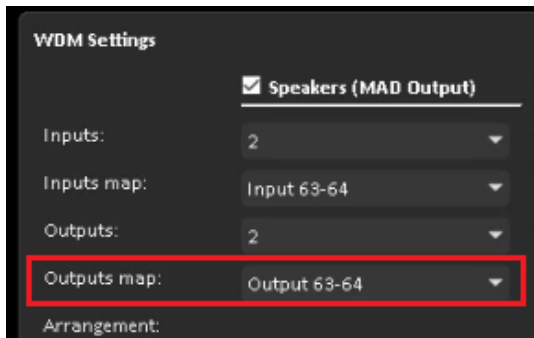 WDM Settings
Speakers (MAD Output)
Inputs: 2
Inputs map: Input 63-64
Outputs: 2
Outputs map: Output 63-64
Arrangement: